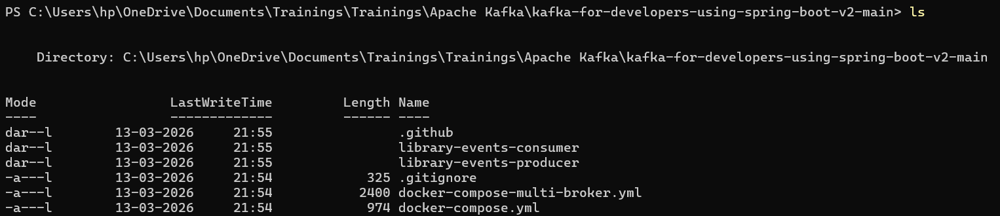 PS C:\Users\hp\OneDrive\Documents\Trainings\Trainings\Apache Kafka\kafka-for-developers-using-spring-boot-v2-main> ls
Directory: C:\Users\hp\OneDrive\Documents\Trainings\Trainings\Apache Kafka\kafka-for-developers-using-spring-boot-v2-main
Mode                LastWriteTime         Length Name
----                -------------         ------ ----
dar--l        13-03-2026     21:55                .github
dar--l        13-03-2026     21:55                library-events-consumer
dar--l        13-03-2026     21:55                library-events-producer
-a---l        13-03-2026     21:54            325 .gitignore
-a---l        13-03-2026     21:54           2400 docker-compose-multi-broker.yml
-a---l        13-03-2026     21:54            974 docker-compose.yml